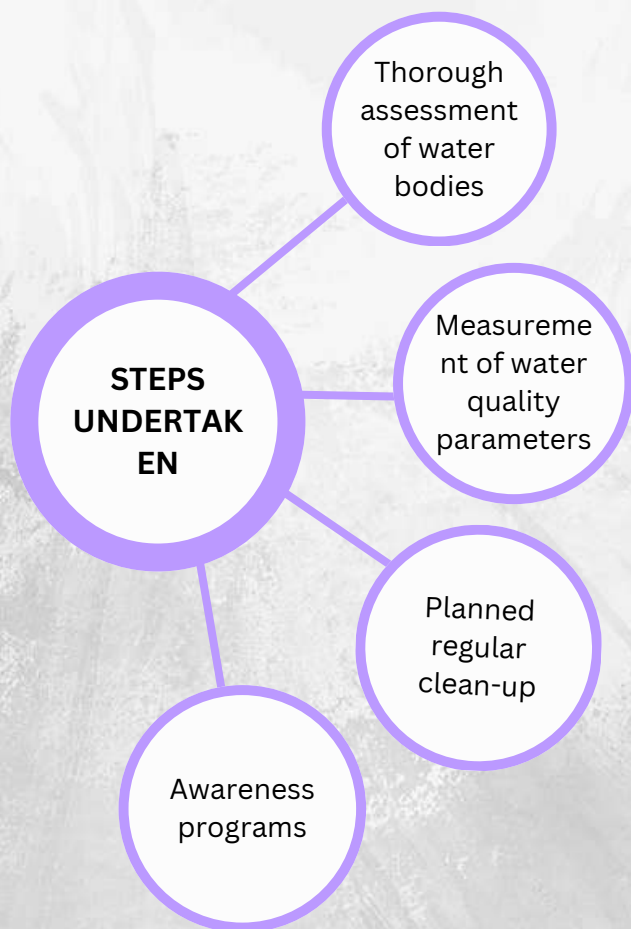 Thorough
assessment
of water
bodies
Measureme
nt of water
quality
parameters
STEPS
UNDERTAK
EN
Planned
regular
clean-up
Awareness
programs